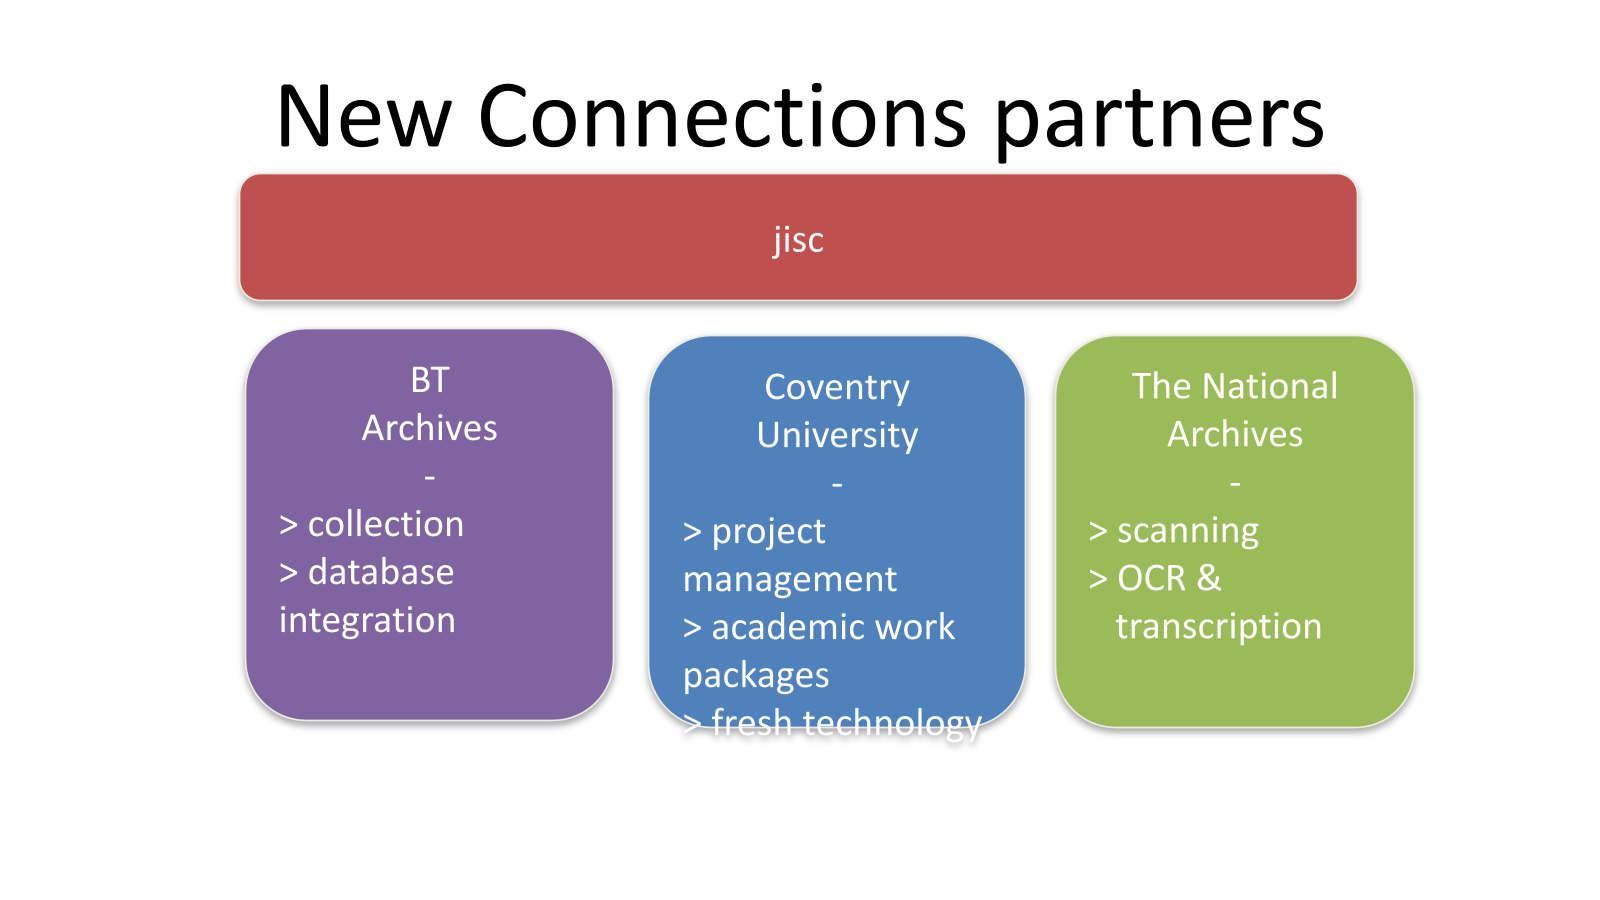 New Connections partners
jisc
BT
Archives
-
> collection
> database
integration
Coventry
University
-
> project
management
> academic work
packages
> fresh technology
The National
Archives
-
> scanning
> OCR &
transcription